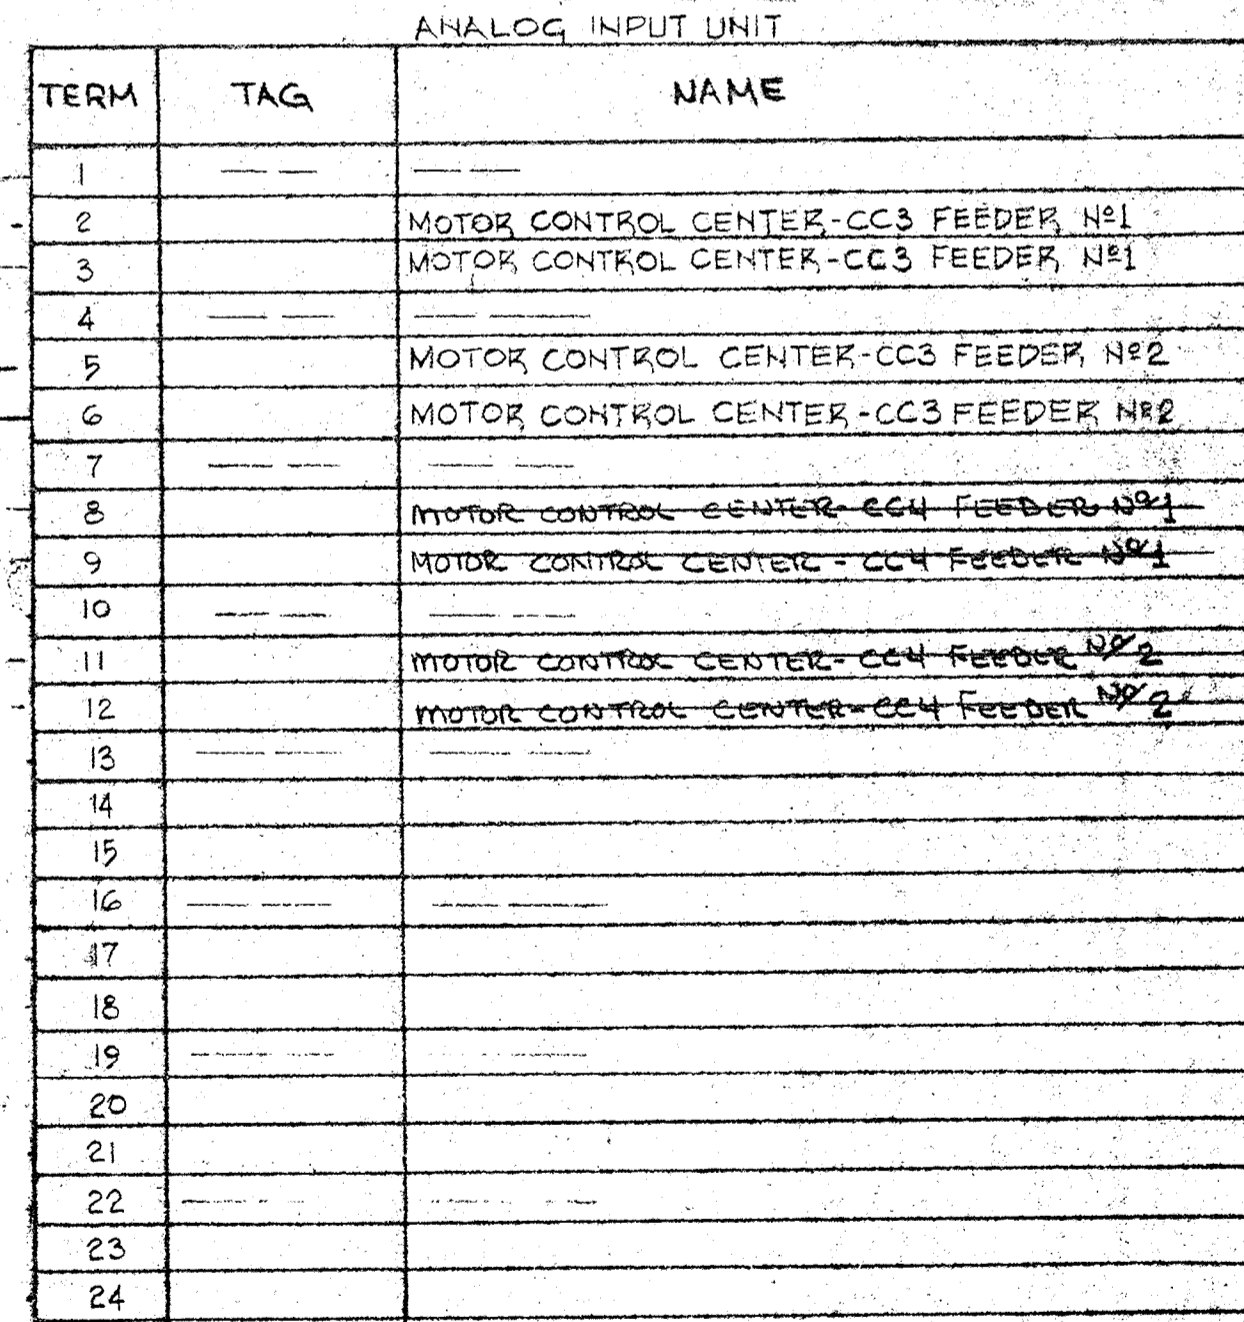 ANALOG INPUT UNIT
TERM TAG NAME
1 — — — —
2 MOTOR CONTROL CENTER-CC3 FEEDER Nº1
3 MOTOR CONTROL CENTER-CC3 FEEDER Nº1
4 — — — —
5 MOTOR CONTROL CENTER-CC3 FEEDER Nº2
6 MOTOR CONTROL CENTER-CC3 FEEDER Nº2
7 — — — —
8 MOTOR CONTROL CENTER-CC4 FEEDER Nº1
9 MOTOR CONTROL CENTER-CC4 FEEDER Nº1
10 — — — —
11 MOTOR CONTROL CENTER-CC4 FEEDER Nº2
12 MOTOR CONTROL CENTER-CC4 FEEDER Nº2
13 — — — —
14
15
16 — — — —
17
18
19 — — — —
20
21
22 — — — —
23
24